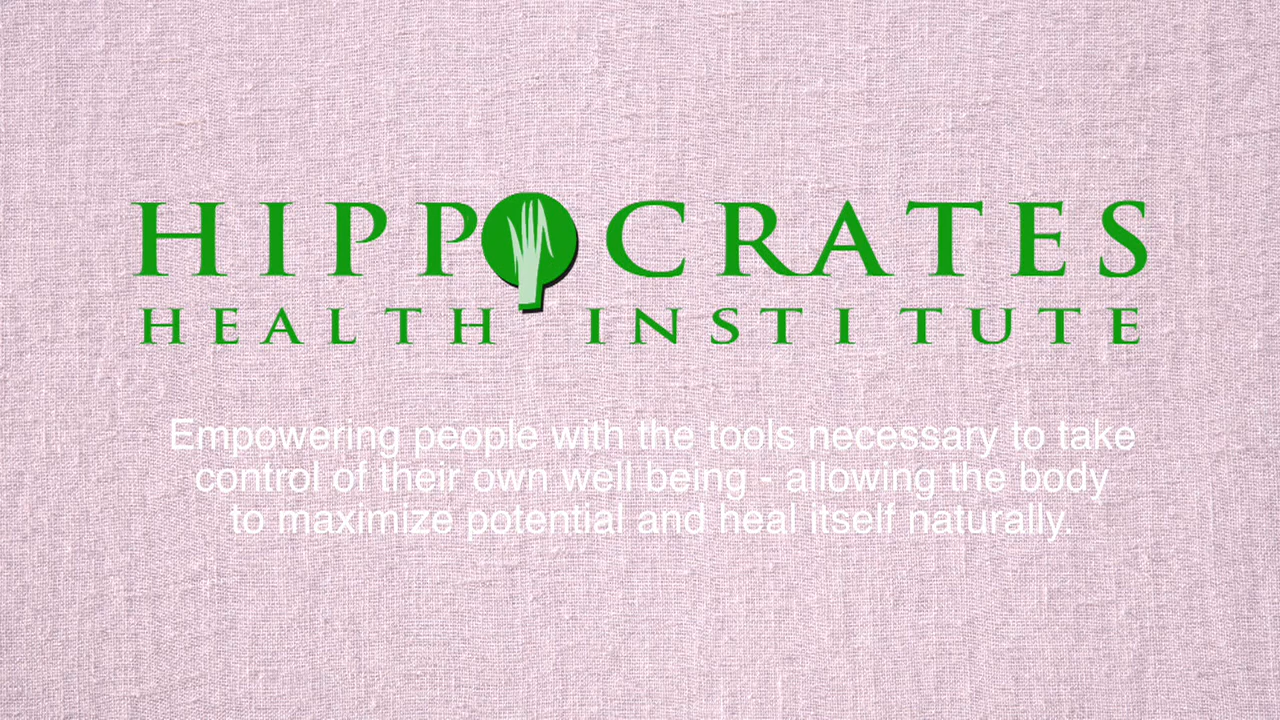 HIPPOCRATES
HEALTH INSTITUTE
Empowering people with the tools necessary to take
control of their own well being - allowing the body
to maximize potential and heal itself naturally.